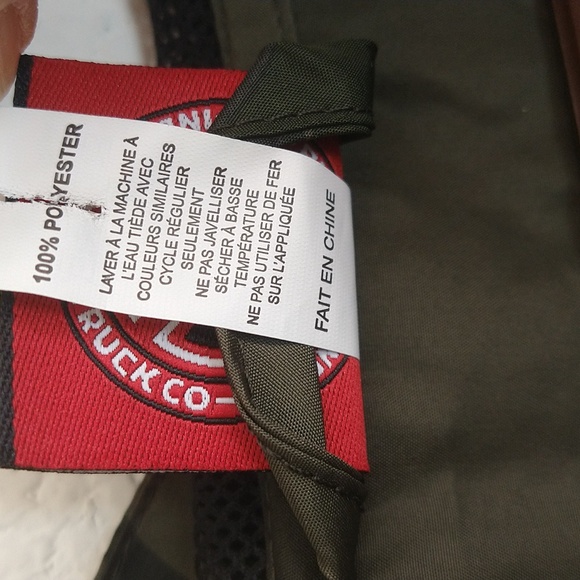 100% POLYESTER
LAVER À LA MACHINE À
L'EAU TIÈDE AVEC
COULEURS SIMILAIRES
CYCLE RÉGULIER
SEULEMENT
NE PAS JAVELLISER
SÉCHER À BASSE
TEMPÉRATURE
NE PAS UTILISER DE FER
SUR L'APPLIQUÉE
FAIT EN CHINE
RUCK CO